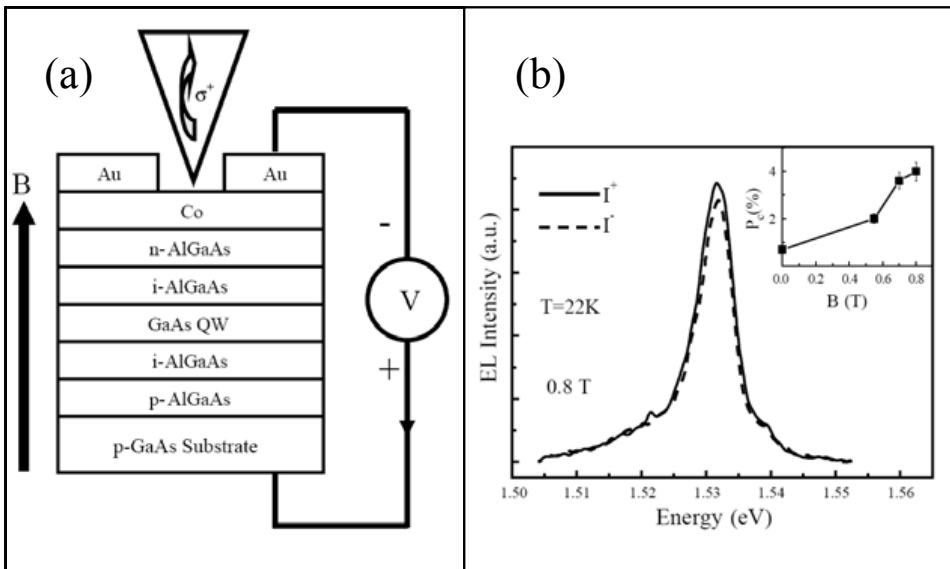 (a)
σ+
B
Au
Au
Co
n-AlGaAs
i-AlGaAs
GaAs QW
i-AlGaAs
p-AlGaAs
p-GaAs Substrate
-
V
+
(b)
EL Intensity (a.u.)
I+
I-
T=22K
0.8 T
P_c(%)
4
2
0.0 0.2 0.4 0.6 0.8
B (T)
1.50 1.51 1.52 1.53 1.54 1.55 1.56
Energy (eV)